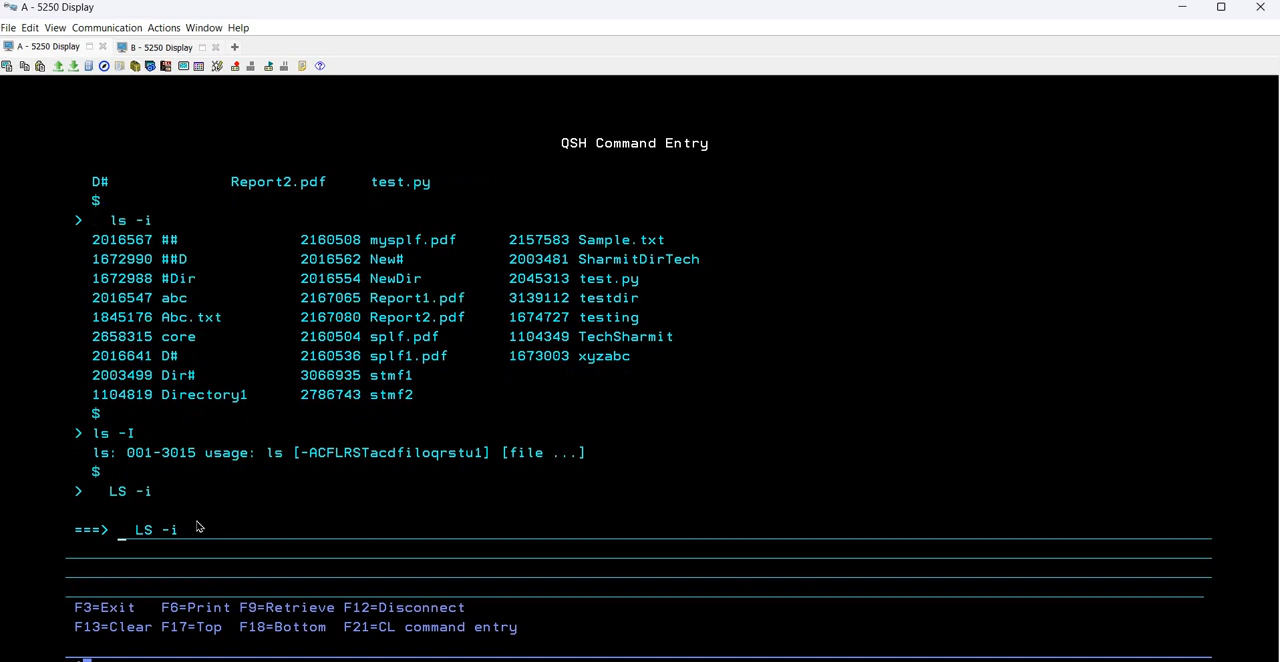 A - 5250 Display
File Edit View Communication Actions Window Help
A - 5250 Display B - 5250 Display
QSH Command Entry
D# Report2.pdf test.py
$
> ls -i
2016567 ## 2160508 mysplf.pdf 2157583 Sample.txt
1672990 ##D 2016562 New# 2003481 SharmitDirTech
1672988 #Dir 2016554 NewDir 2045313 test.py
2016547 abc 2167065 Report1.pdf 3139112 testdir
1845176 Abc.txt 2167080 Report2.pdf 1674727 testing
2658315 core 2160504 splf.pdf 1104349 TechSharmit
2016641 D# 2160536 splf1.pdf 1673003 xyzabc
2003499 Dir# 3066935 stmf1
1104819 Directory1 2786743 stmf2
$
> ls -I
ls: 001-3015 usage: ls [-ACFLRSTacdfiloqrstu1] [file ...]
$
> LS -i
===> _ LS -i
F3=Exit F6=Print F9=Retrieve F12=Disconnect
F13=Clear F17=Top F18=Bottom F21=CL command entry